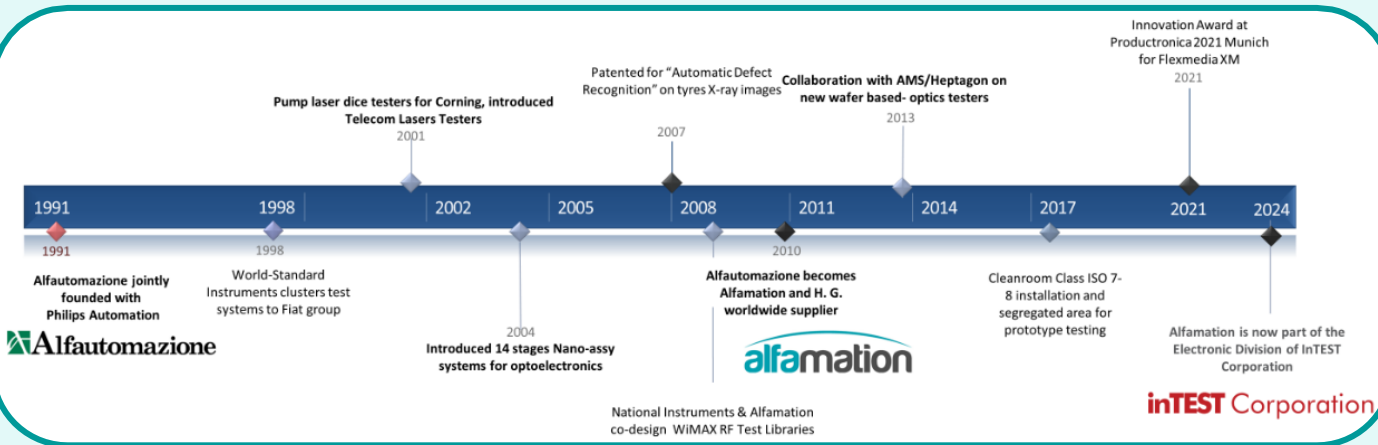 Innovation Award at
Productronica 2021 Munich
for Flexmedia XM
2021
Patented for “Automatic Defect
Recognition” on tyres X-ray images
2007
Collaboration with AMS/Heptagon on
new wafer based- optics testers
2013
Pump laser dice testers for Corning, introduced
Telecom Lasers Testers
2001
1991 1998 2002 2005 2008 2011 2014 2017 2021 2024
1991
Alfautomazione jointly
founded with
Philips Automation
Alfautomazione
1998
World-Standard
Instruments clusters test
systems to Fiat group
2004
Introduced 14 stages Nano-assy
systems for optoelectronics
National Instruments & Alfamation
co-design WiMAX RF Test Libraries
2010
Alfautomazione becomes
Alfamation and H. G.
worldwide supplier
alfamation
Cleanroom Class ISO 7-
8 installation and
segregated area for
prototype testing
Alfamation is now part of the
Electronic Division of InTEST
Corporation
inTEST Corporation